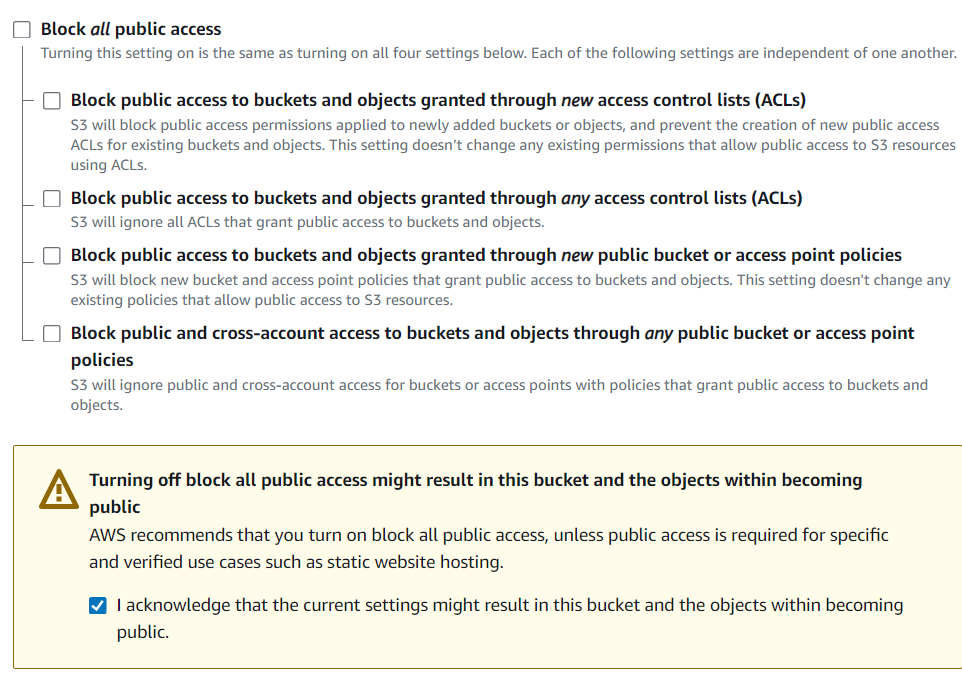 Block all public access
Turning this setting on is the same as turning on all four settings below. Each of the following settings are independent of one another.
Block public access to buckets and objects granted through new access control lists (ACLs)
S3 will block public access permissions applied to newly added buckets or objects, and prevent the creation of new public access
ACLs for existing buckets and objects. This setting doesn’t change any existing permissions that allow public access to S3 resources
using ACLs.
Block public access to buckets and objects granted through any access control lists (ACLs)
S3 will ignore all ACLs that grant public access to buckets and objects.
Block public access to buckets and objects granted through new public bucket or access point policies
S3 will block new bucket and access point policies that grant public access to buckets and objects. This setting doesn't change any
existing policies that allow public access to S3 resources.
Block public and cross-account access to buckets and objects through any public bucket or access point
policies
S3 will ignore public and cross-account access for buckets or access points with policies that grant public access to buckets and
objects.
Turning off block all public access might result in this bucket and the objects within becoming
public
AWS recommends that you turn on block all public access, unless public access is required for specific
and verified use cases such as static website hosting.
I acknowledge that the current settings might result in this bucket and the objects within becoming
public.